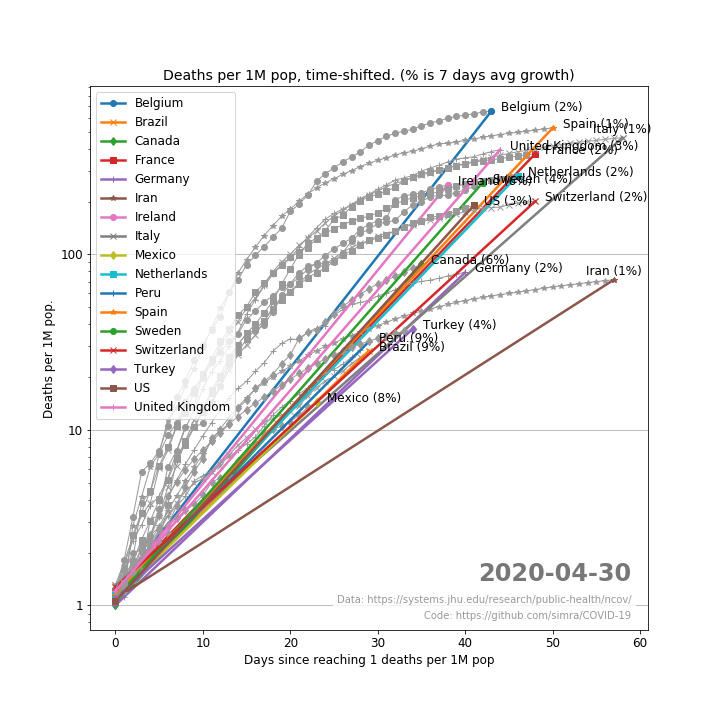 Deaths per 1M pop, time-shifted. (% is 7 days avg growth)
Deaths per 1M pop.
100
10
1
Belgium
Brazil
Canada
France
Germany
Iran
Ireland
Italy
Mexico
Netherlands
Peru
Spain
Sweden
Switzerland
Turkey
US
United Kingdom
Belgium (2%)
Spain (1%)
Italy (1%)
United Kingdom (3%)
France (2%)
Netherlands (2%)
Ireland
Sweden (4%)
US (3%)
Switzerland (2%)
Canada (6%)
Germany (2%)
Iran (1%)
Turkey (4%)
Peru (9%)
Brazil (9%)
Mexico (8%)
2020-04-30
Data: https://systems.jhu.edu/research/public-health/ncov/
Code: https://github.com/simra/COVID-19
0 10 20 30 40 50 60
Days since reaching 1 deaths per 1M pop